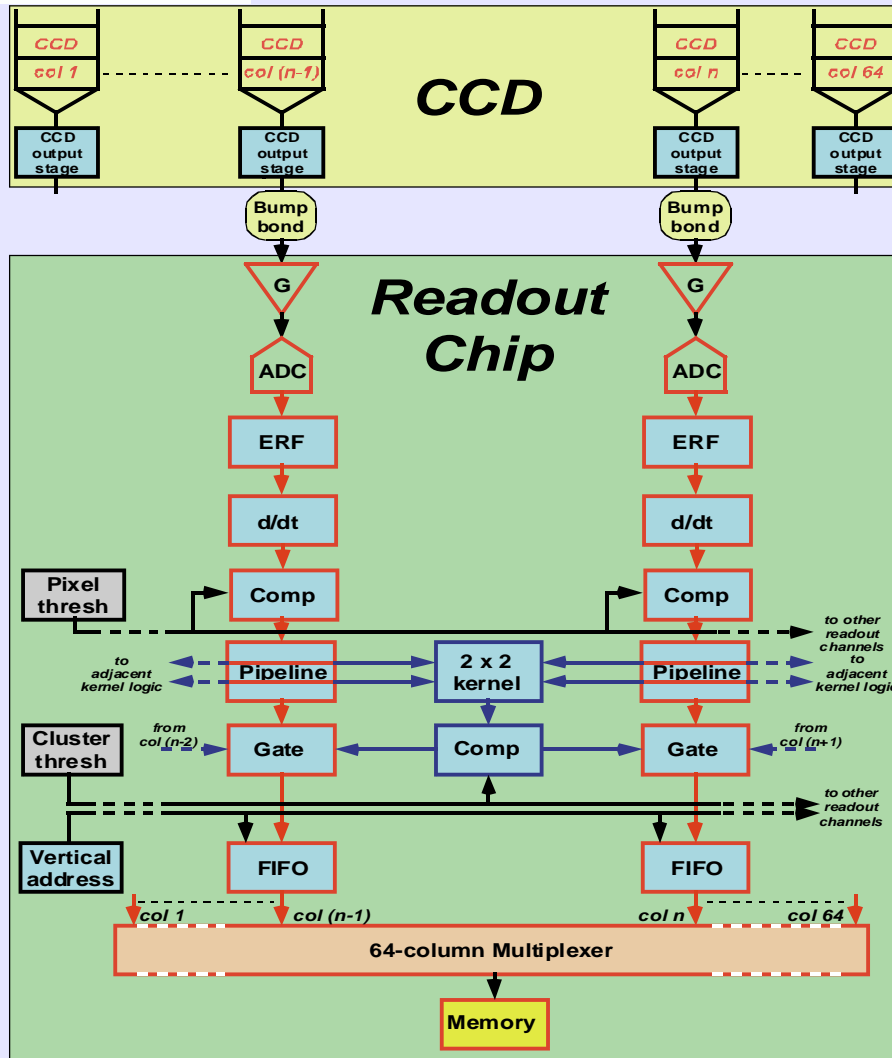 CCD CCD CCD CCD
col 1 col (n-1) col n col 64
CCD
CCD output stage
CCD output stage
CCD output stage
CCD output stage
Bump bond
Bump bond
Readout
Chip
G G
ADC ADC
ERF ERF
d/dt d/dt
Pixel thresh
Comp Comp
to other readout channels
to adjacent kernel logic
Pipeline
2 x 2 kernel
Pipeline
to adjacent kernel logic
from col (n-2)
from col (n+1)
Cluster thresh
Gate Comp Gate
to other readout channels
Vertical address
FIFO FIFO
col 1 col (n-1) col n col 64
64-column Multiplexer
Memory